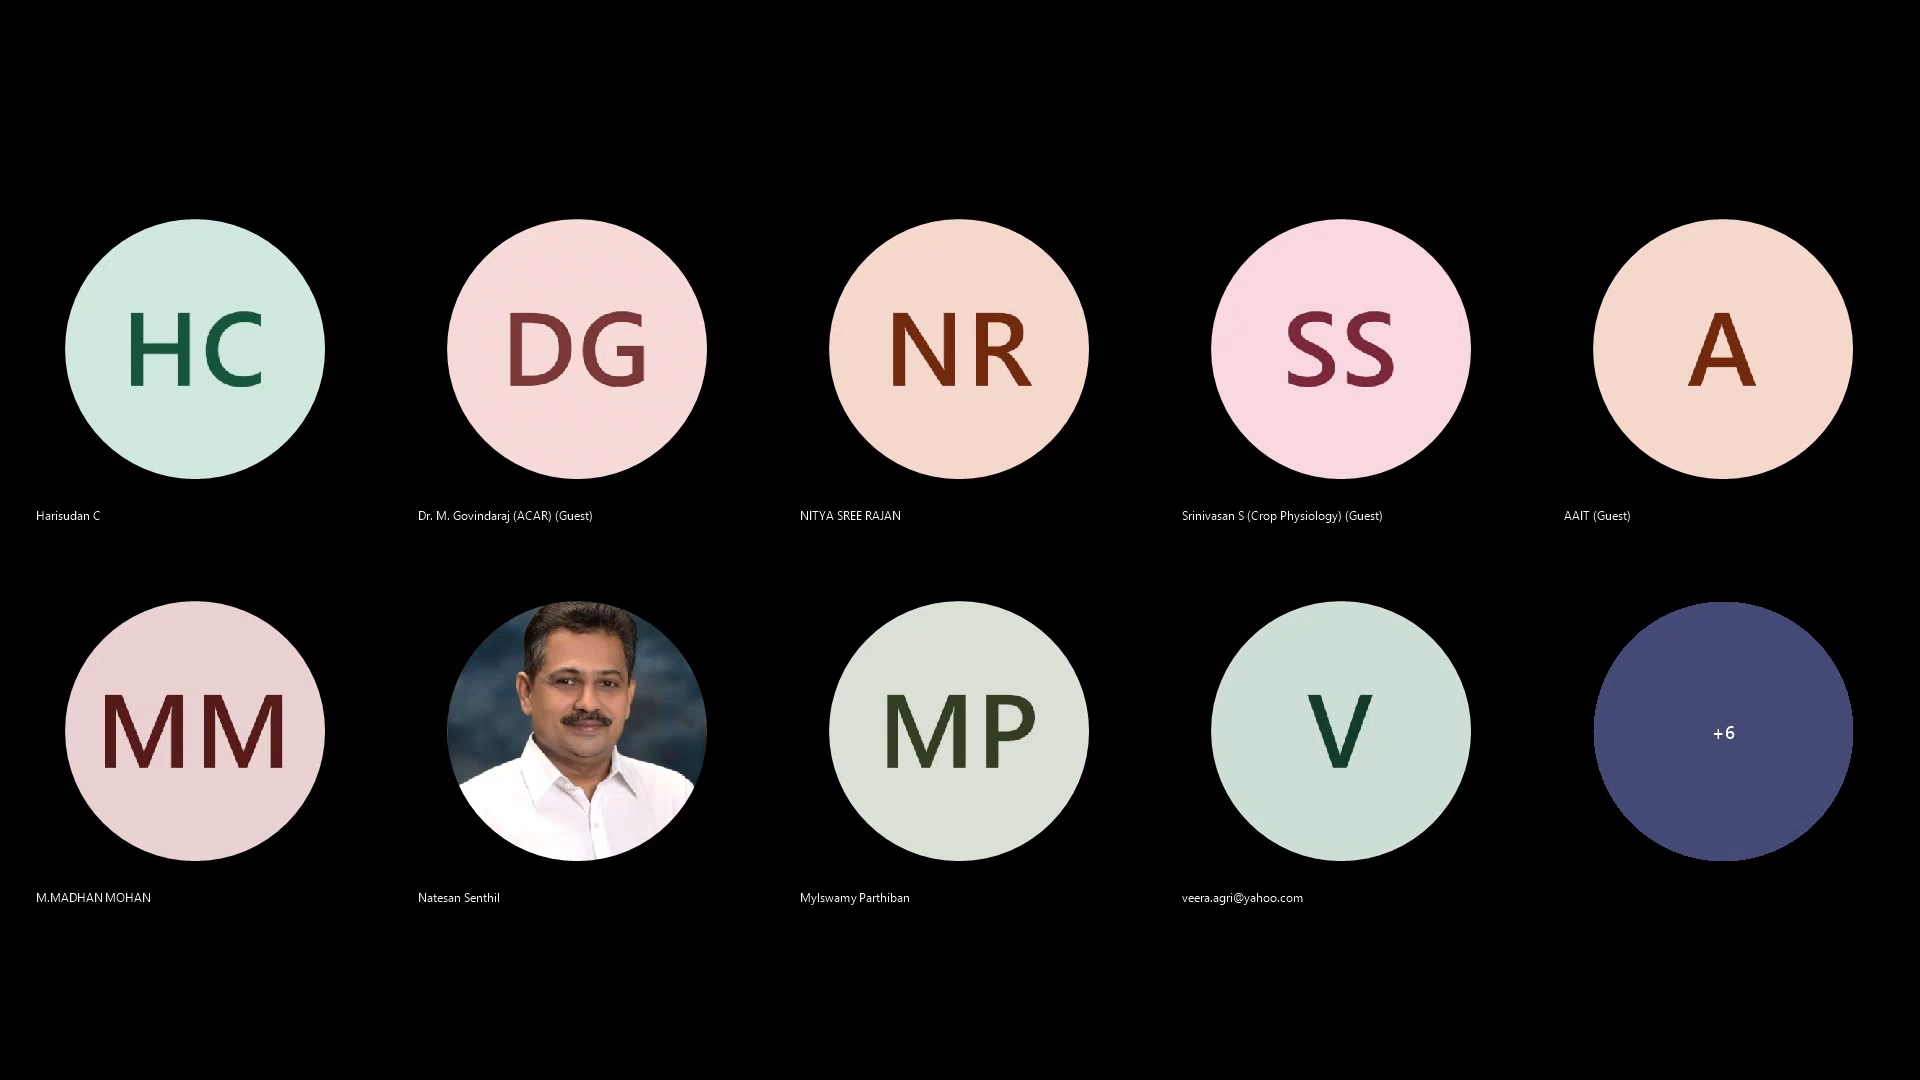 HC
DG
NR
SS
A
Harisudan C
Dr. M. Govindaraj (ACAR) (Guest)
NITYA SREE RAJAN
Srinivasan S (Crop Physiology) (Guest)
AAIT (Guest)
MM
MP
V
+6
M.MADHAN MOHAN
Natesan Senthil
Mylswamy Parthiban
veera.agri@yahoo.com